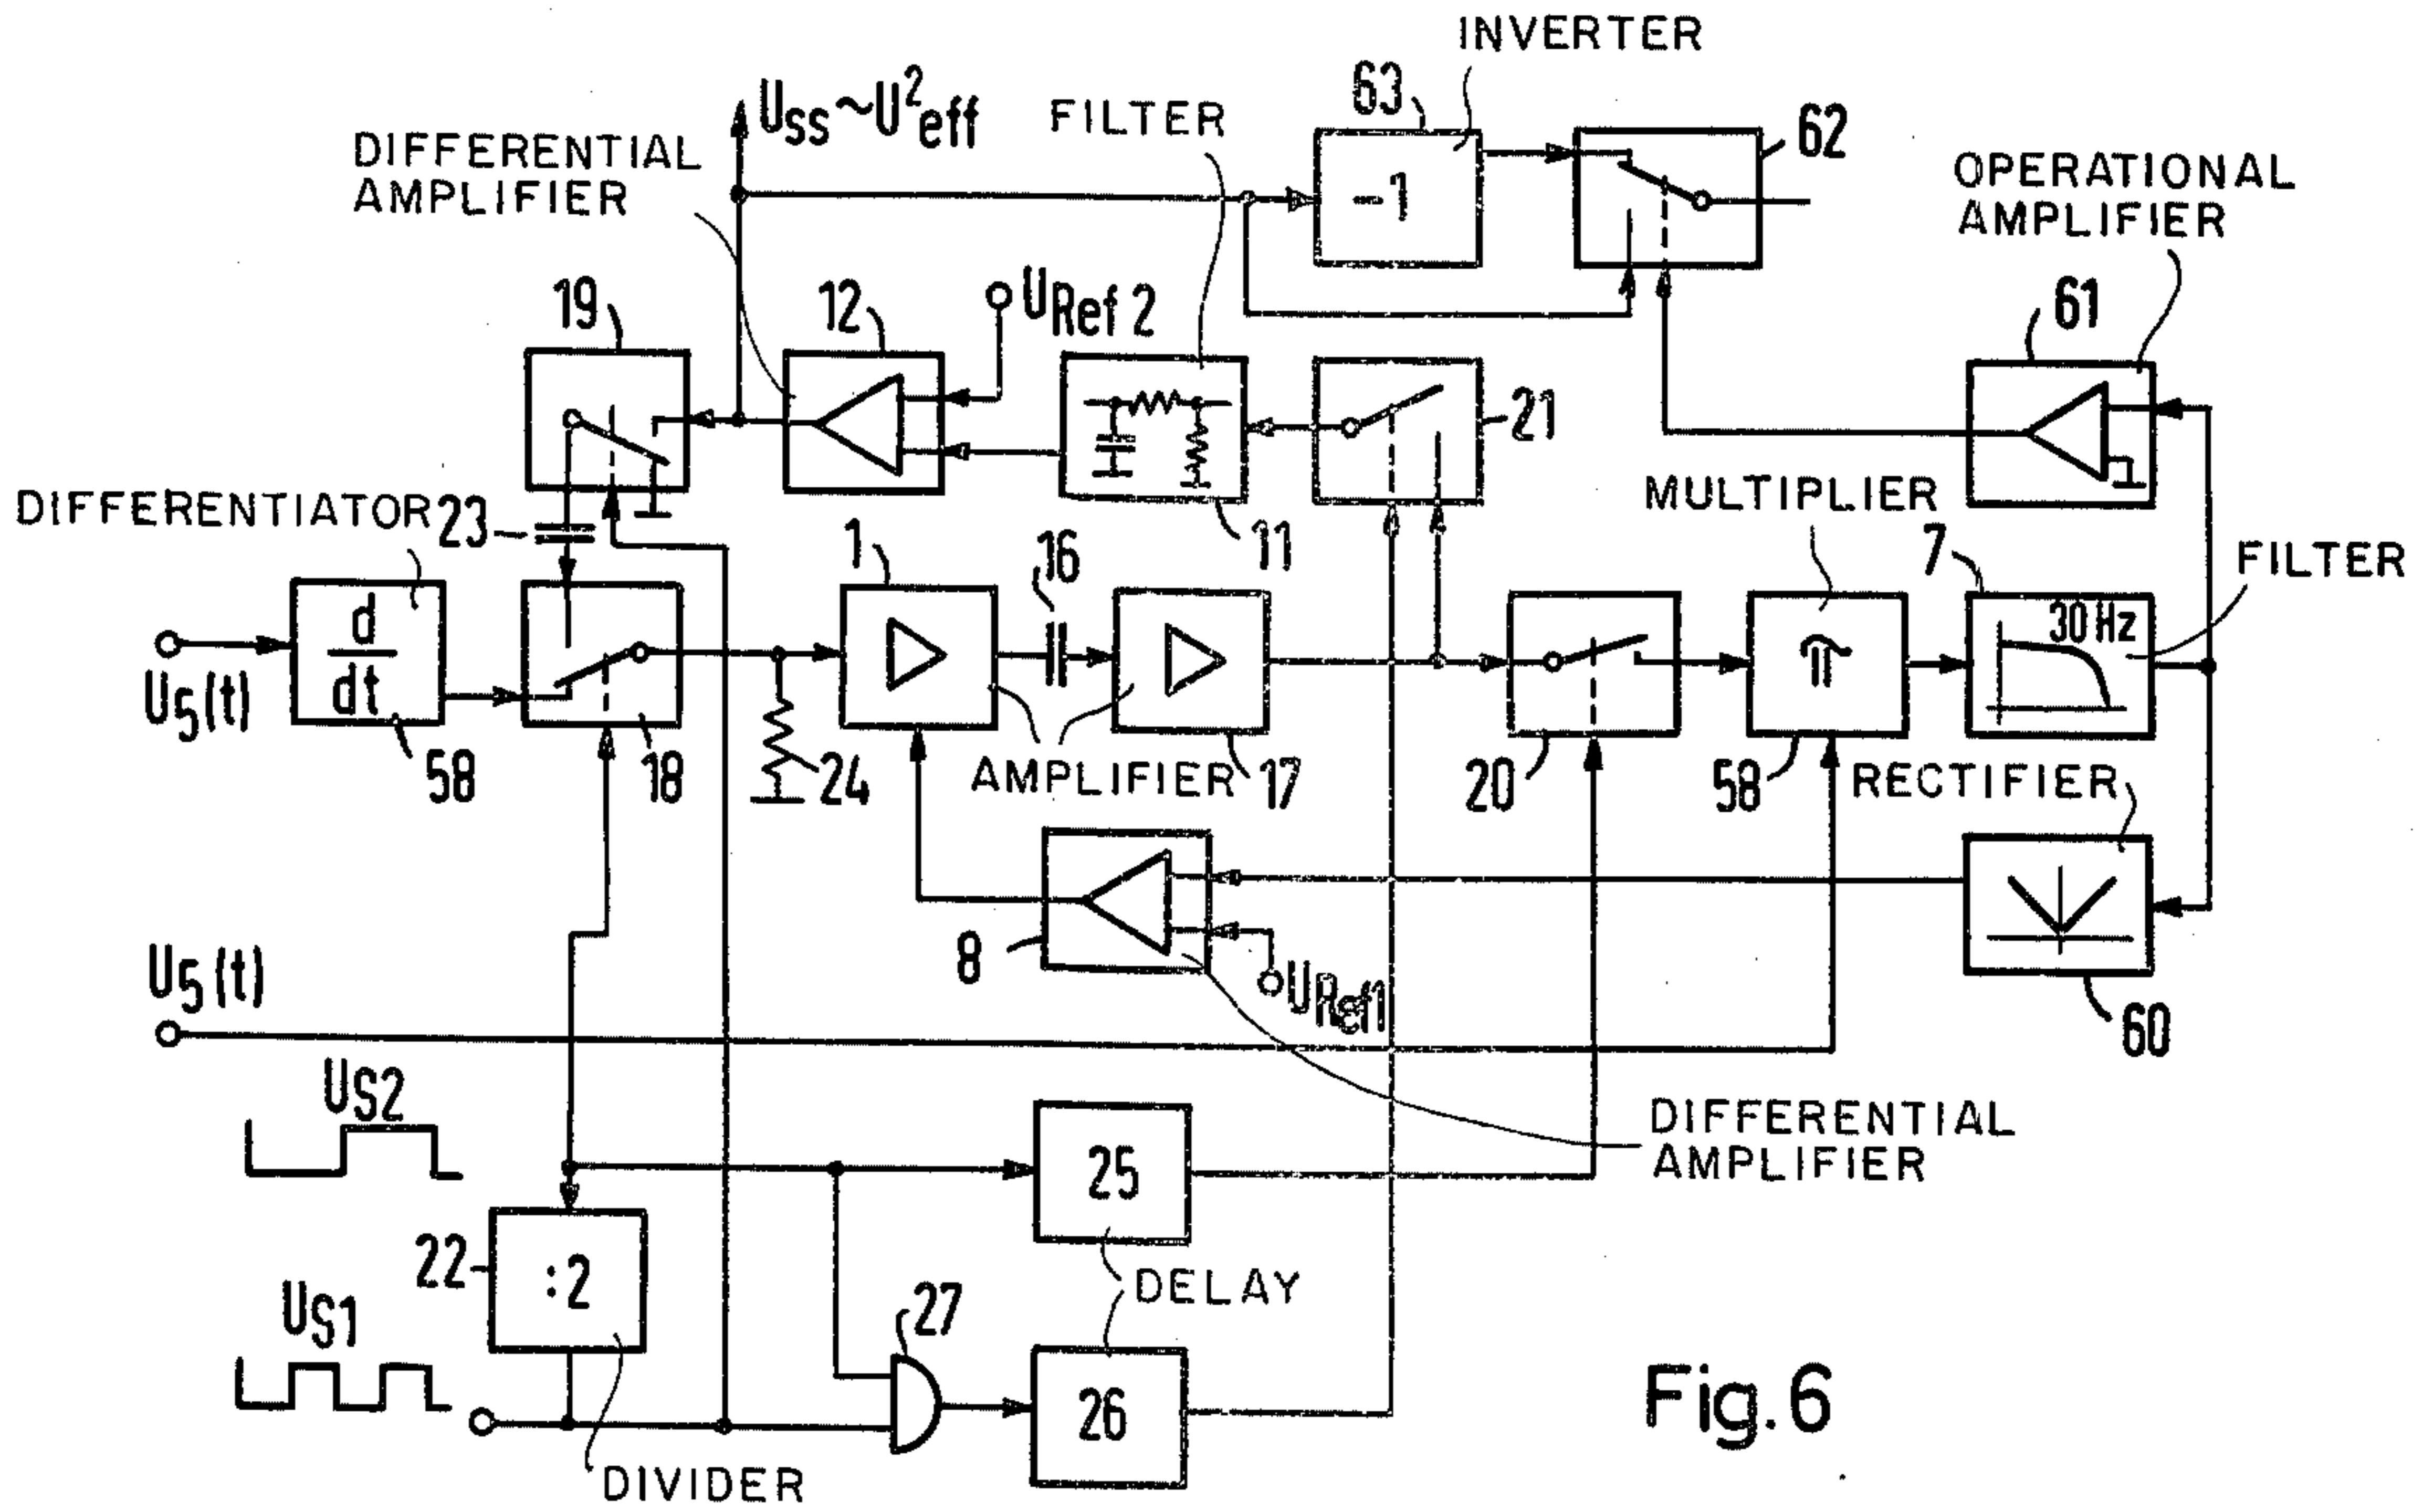 INVERTER
63
62
Uss~U²eff
FILTER
DIFFERENTIAL
AMPLIFIER
-1
OPERATIONAL
AMPLIFIER
19
12
URef 2
61
21
DIFFERENTIATOR
23
11
MULTIPLIER
1
16
7
FILTER
d
dt
30 Hz
π
U5(t)
58
18
24
AMPLIFIER
17
20
58
RECTIFIER
8
URef1
U5(t)
60
US2
25
DIFFERENTIAL
AMPLIFIER
22
:2
DELAY
US1
27
26
DIVIDER
Fig. 6